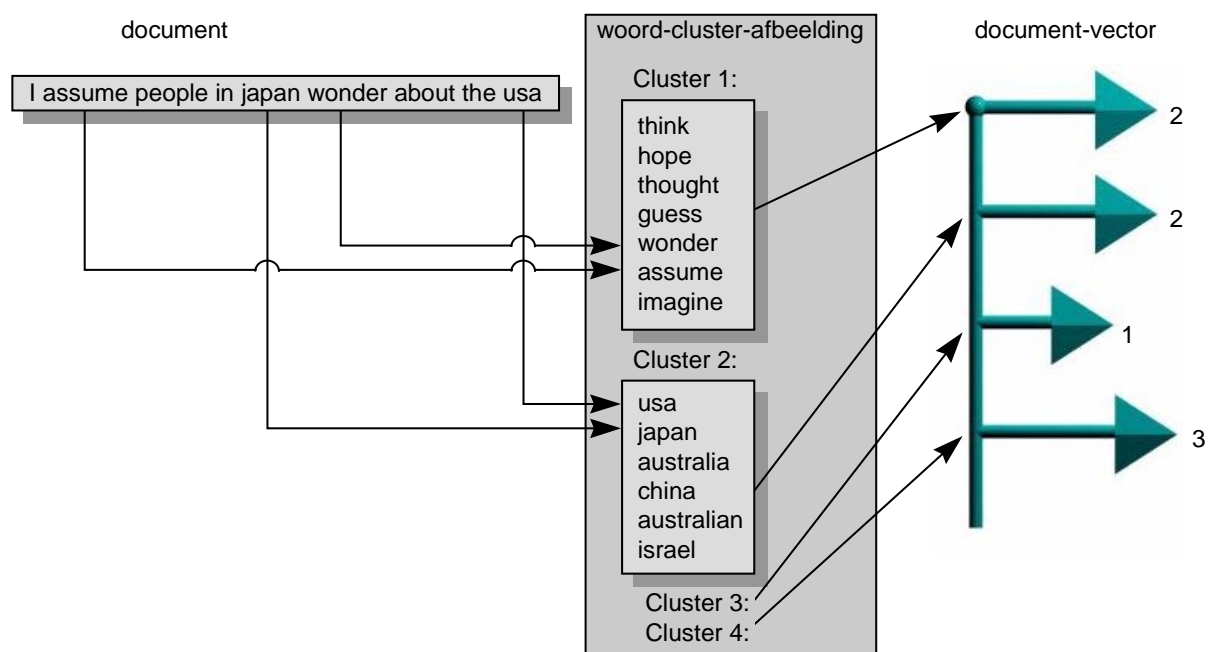 document
I assume people in japan wonder about the usa
woord-cluster-afbeelding
Cluster 1:
think
hope
thought
guess
wonder
assume
imagine
Cluster 2:
usa
japan
australia
china
australian
israel
Cluster 3:
Cluster 4:
document-vector
2
2
1
3